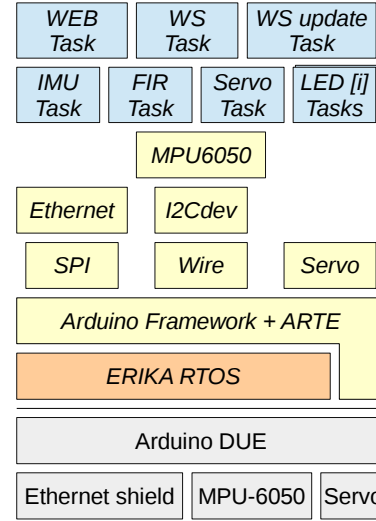 WEB
Task
WS
Task
WS update
Task
IMU
Task
FIR
Task
Servo
Task
LED [i]
Tasks
MPU6050
Ethernet
I2Cdev
SPI
Wire
Servo
Arduino Framework + ARTE
ERIKA RTOS
Arduino DUE
Ethernet shield
MPU-6050
Servo